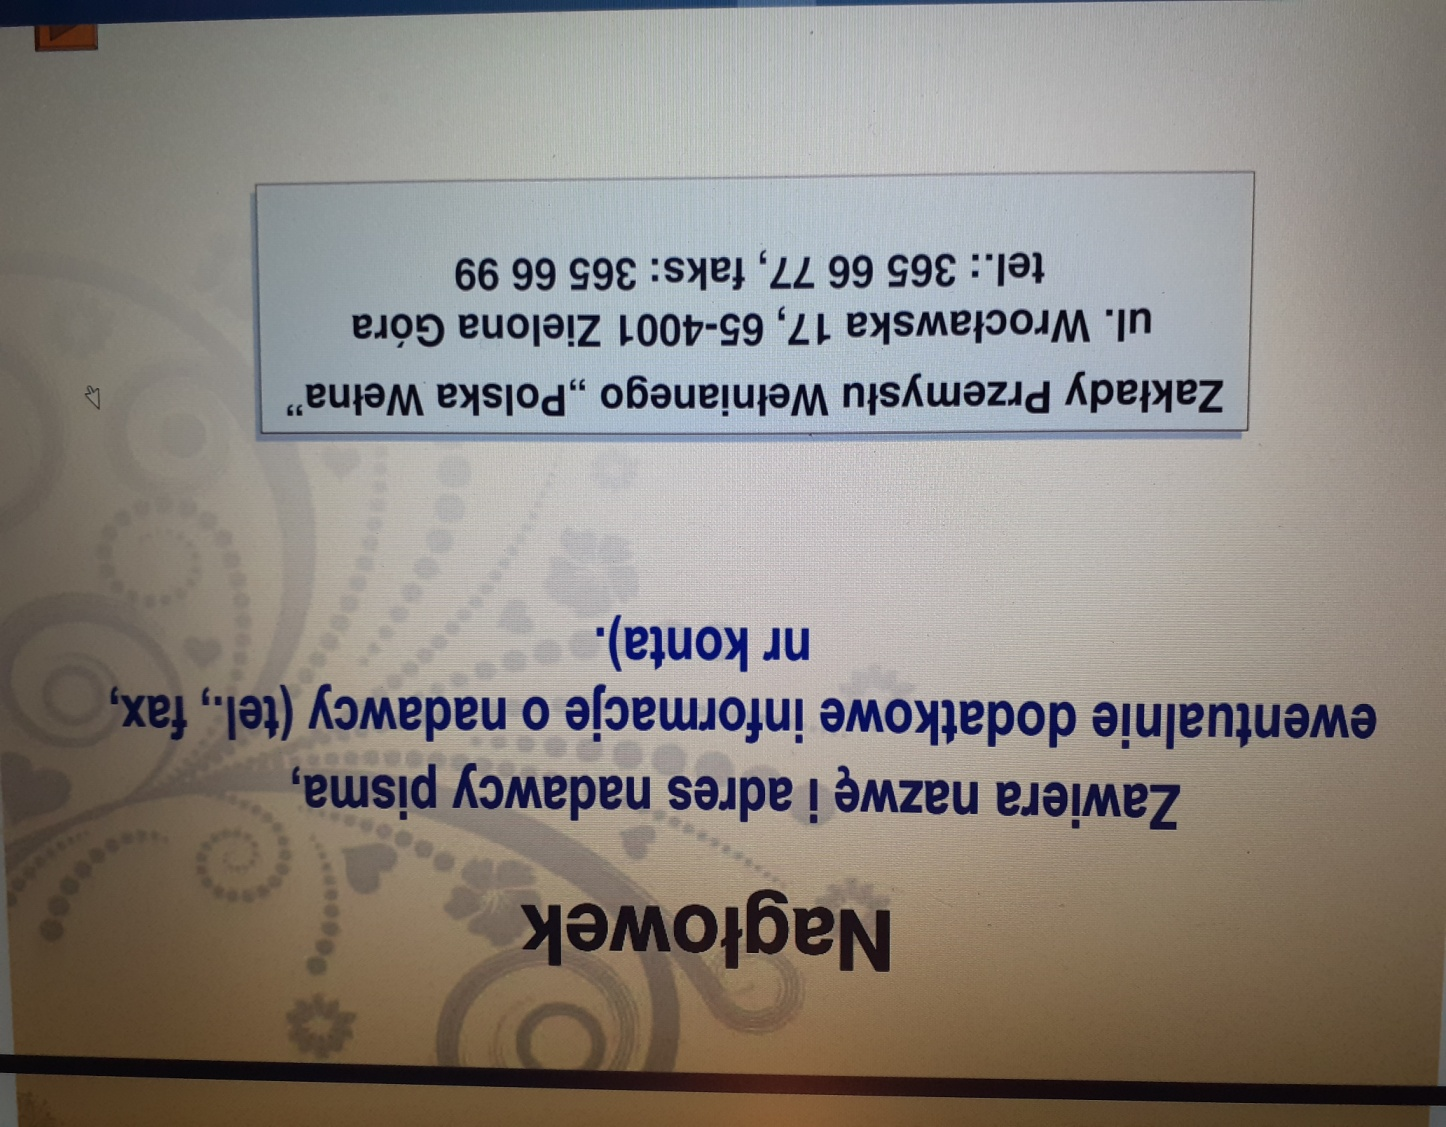 Nagłowek
Zawiera nazwę i adres nadawcy pisma,
ewentualnie dodatkowe informacje o nadawcy (tel., fax,
nr konta).
Zakłady Przemysłu Wełnianego „Polska Wełna”
ul. Wrocławska 17, 65-4001 Zielona Góra
tel.: 365 66 77, faks: 365 66 99